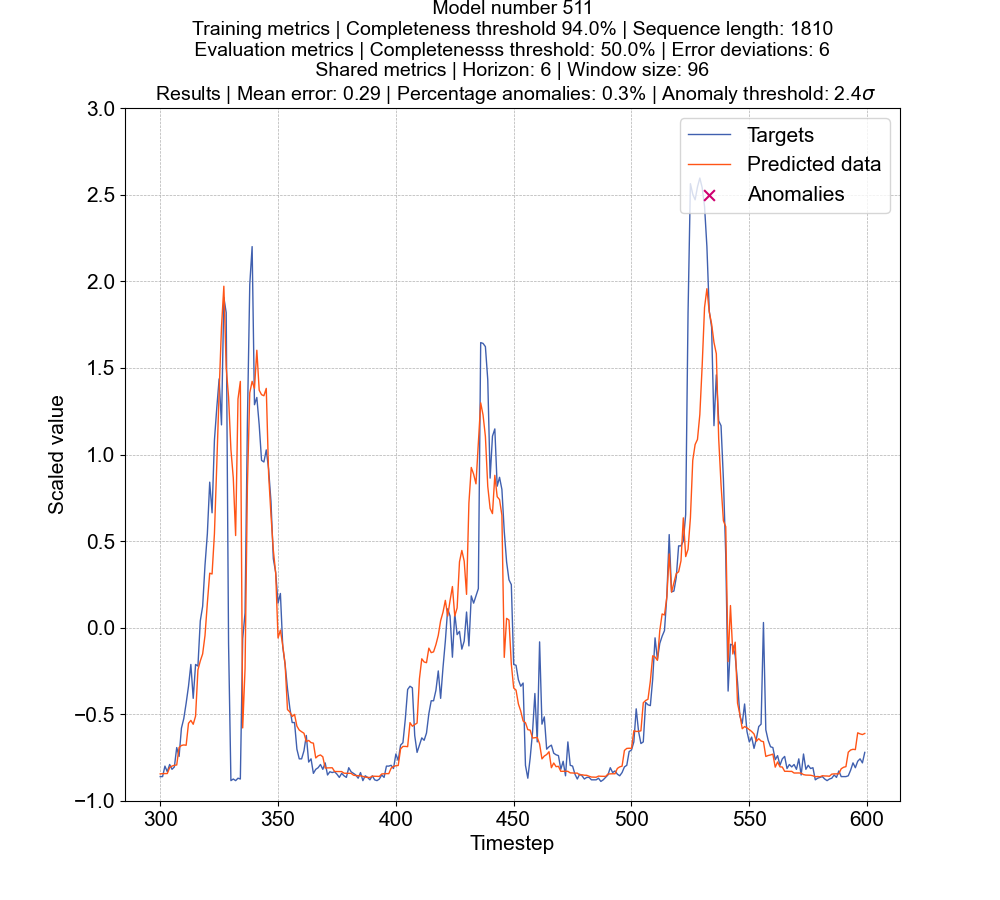 Model number 511
Training metrics | Completeness threshold 94.0% | Sequence length: 1810
Evaluation metrics | Completenesss threshold: 50.0% | Error deviations: 6
Shared metrics | Horizon: 6 | Window size: 96
Results | Mean error: 0.29 | Percentage anomalies: 0.3% | Anomaly threshold: 2.4σ
3.0
2.5
2.0
1.5
1.0
0.5
0.0
−0.5
−1.0
Scaled value
Targets
Predicted data
Anomalies
300 350 400 450 500 550 600
Timestep